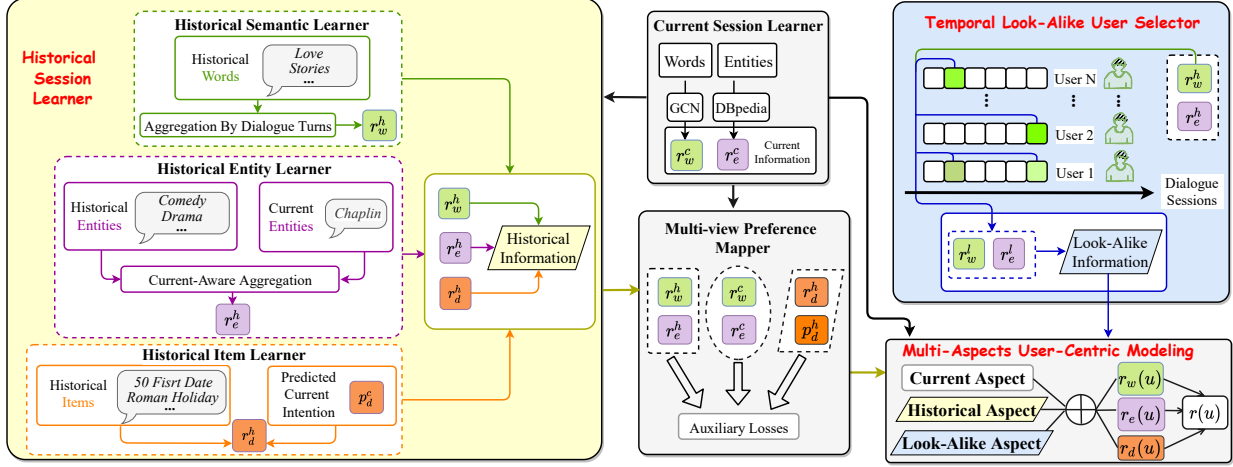 Historical Session Learner
Historical Semantic Learner
Historical
Words
Love
Stories
...
Aggregation By Dialogue Turns
r_w^h
Historical Entity Learner
Historical
Entities
Comedy
Drama
...
Current
Entities
Chaplin
Current-Aware Aggregation
r_e^h
Historical Item Learner
Historical
Items
50 Fisrt Date
Roman Holiday
...
Predicted
Current
Intention
p_d^c
r_d^h
r_w^h
r_e^h
r_d^h
Historical
Information
Current Session Learner
Words
Entities
GCN
DBpedia
r_w^c
r_e^c
Current
Information
Multi-view Preference
Mapper
r_w^h
r_w^c
r_d^h
r_e^h
r_e^c
p_d^h
Auxiliary Losses
Temporal Look-Alike User Selector
User N
...
...
User 2
User 1
r_w^h
r_e^h
Dialogue
Sessions
r_w^l
r_e^l
Look-Alike
Information
Multi-Aspects User-Centric Modeling
Current Aspect
Historical Aspect
Look-Alike Aspect
r_w(u)
r_e(u)
r_d(u)
r(u)